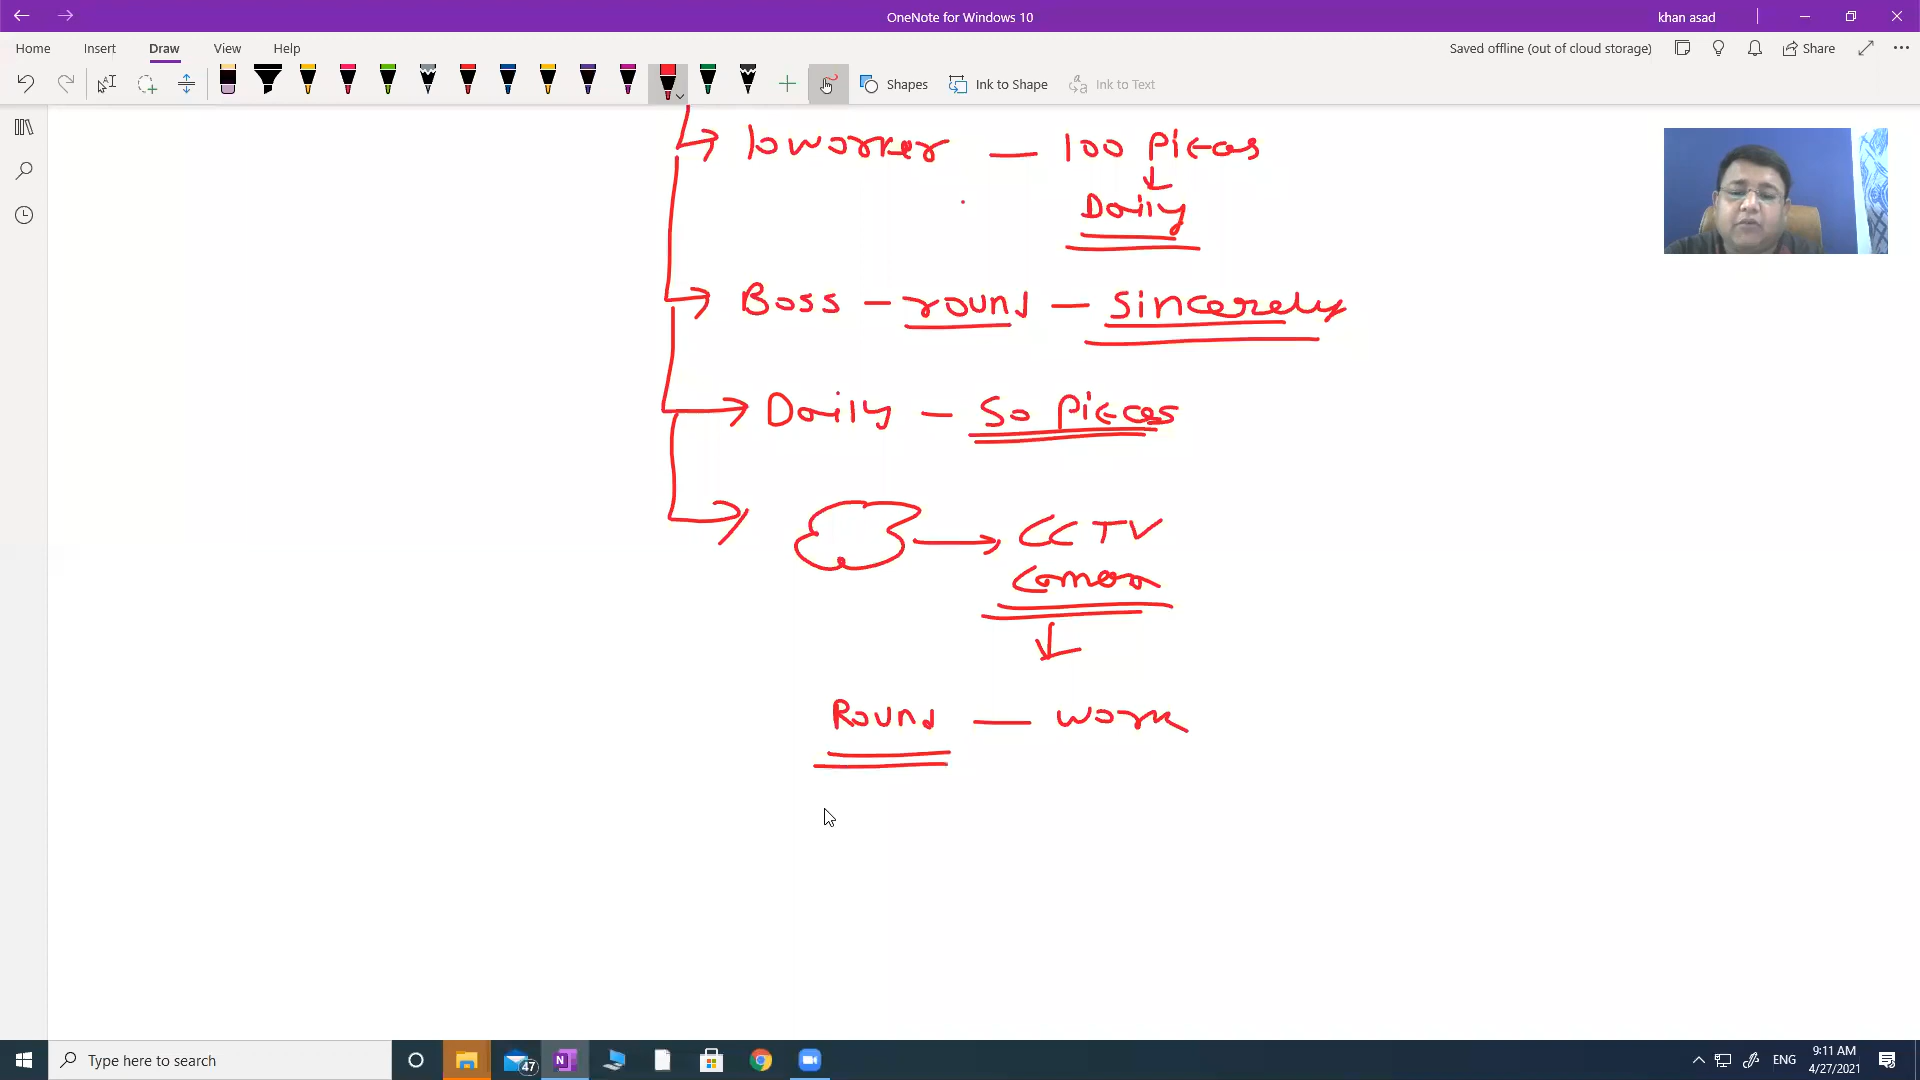 OneNote for Windows 10
khan asad
Home Insert Draw View Help
Saved offline (out of cloud storage) Share
Shapes Ink to Shape Ink to Text
10 worker — 100 Pieces
Daily
Boss — round — Sincerely
Daily — 50 Pieces
CCTV
Camera
Round — work
Type here to search
47
ENG
9:11 AM
4/27/2021